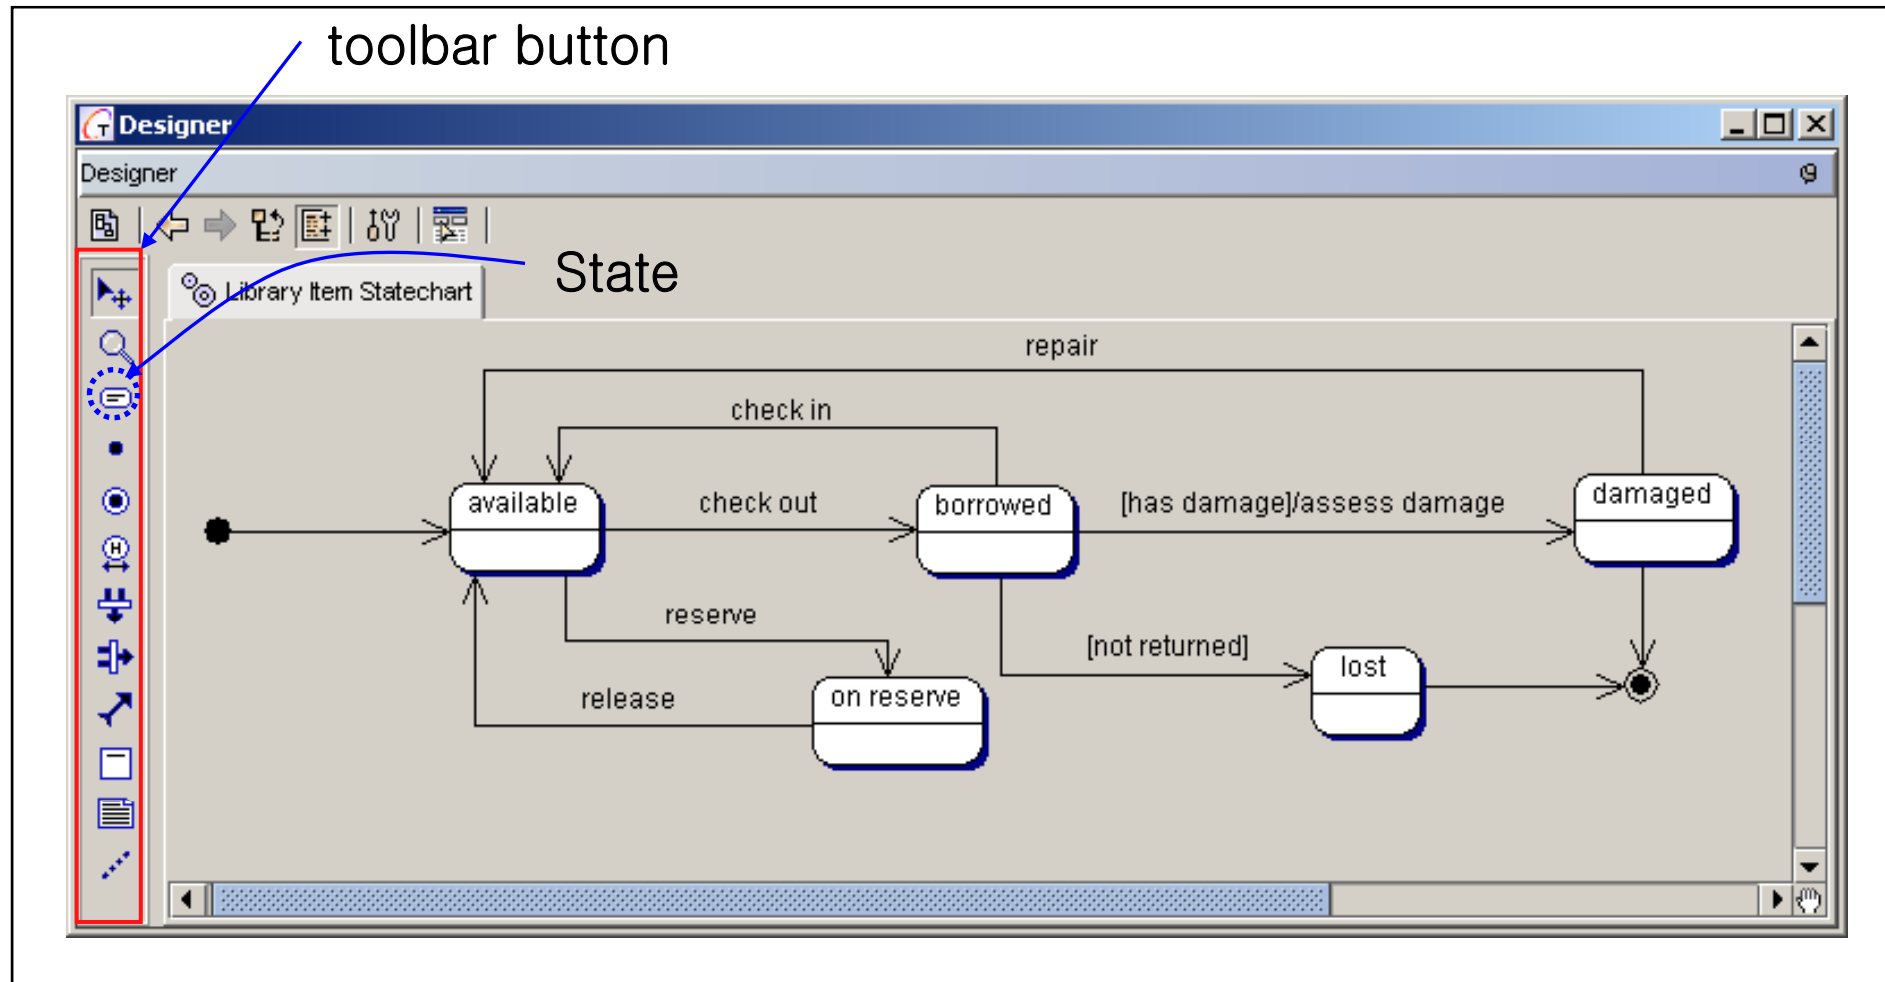 toolbar button
Designer
Designer
State
Library Item Statechart
repair
check in
available
check out
borrowed
[has damage]/assess damage
damaged
reserve
[not returned]
lost
release
on reserve